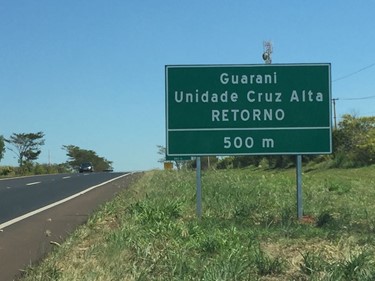 Guarani
Unidade Cruz Alta
RETORNO
500 m